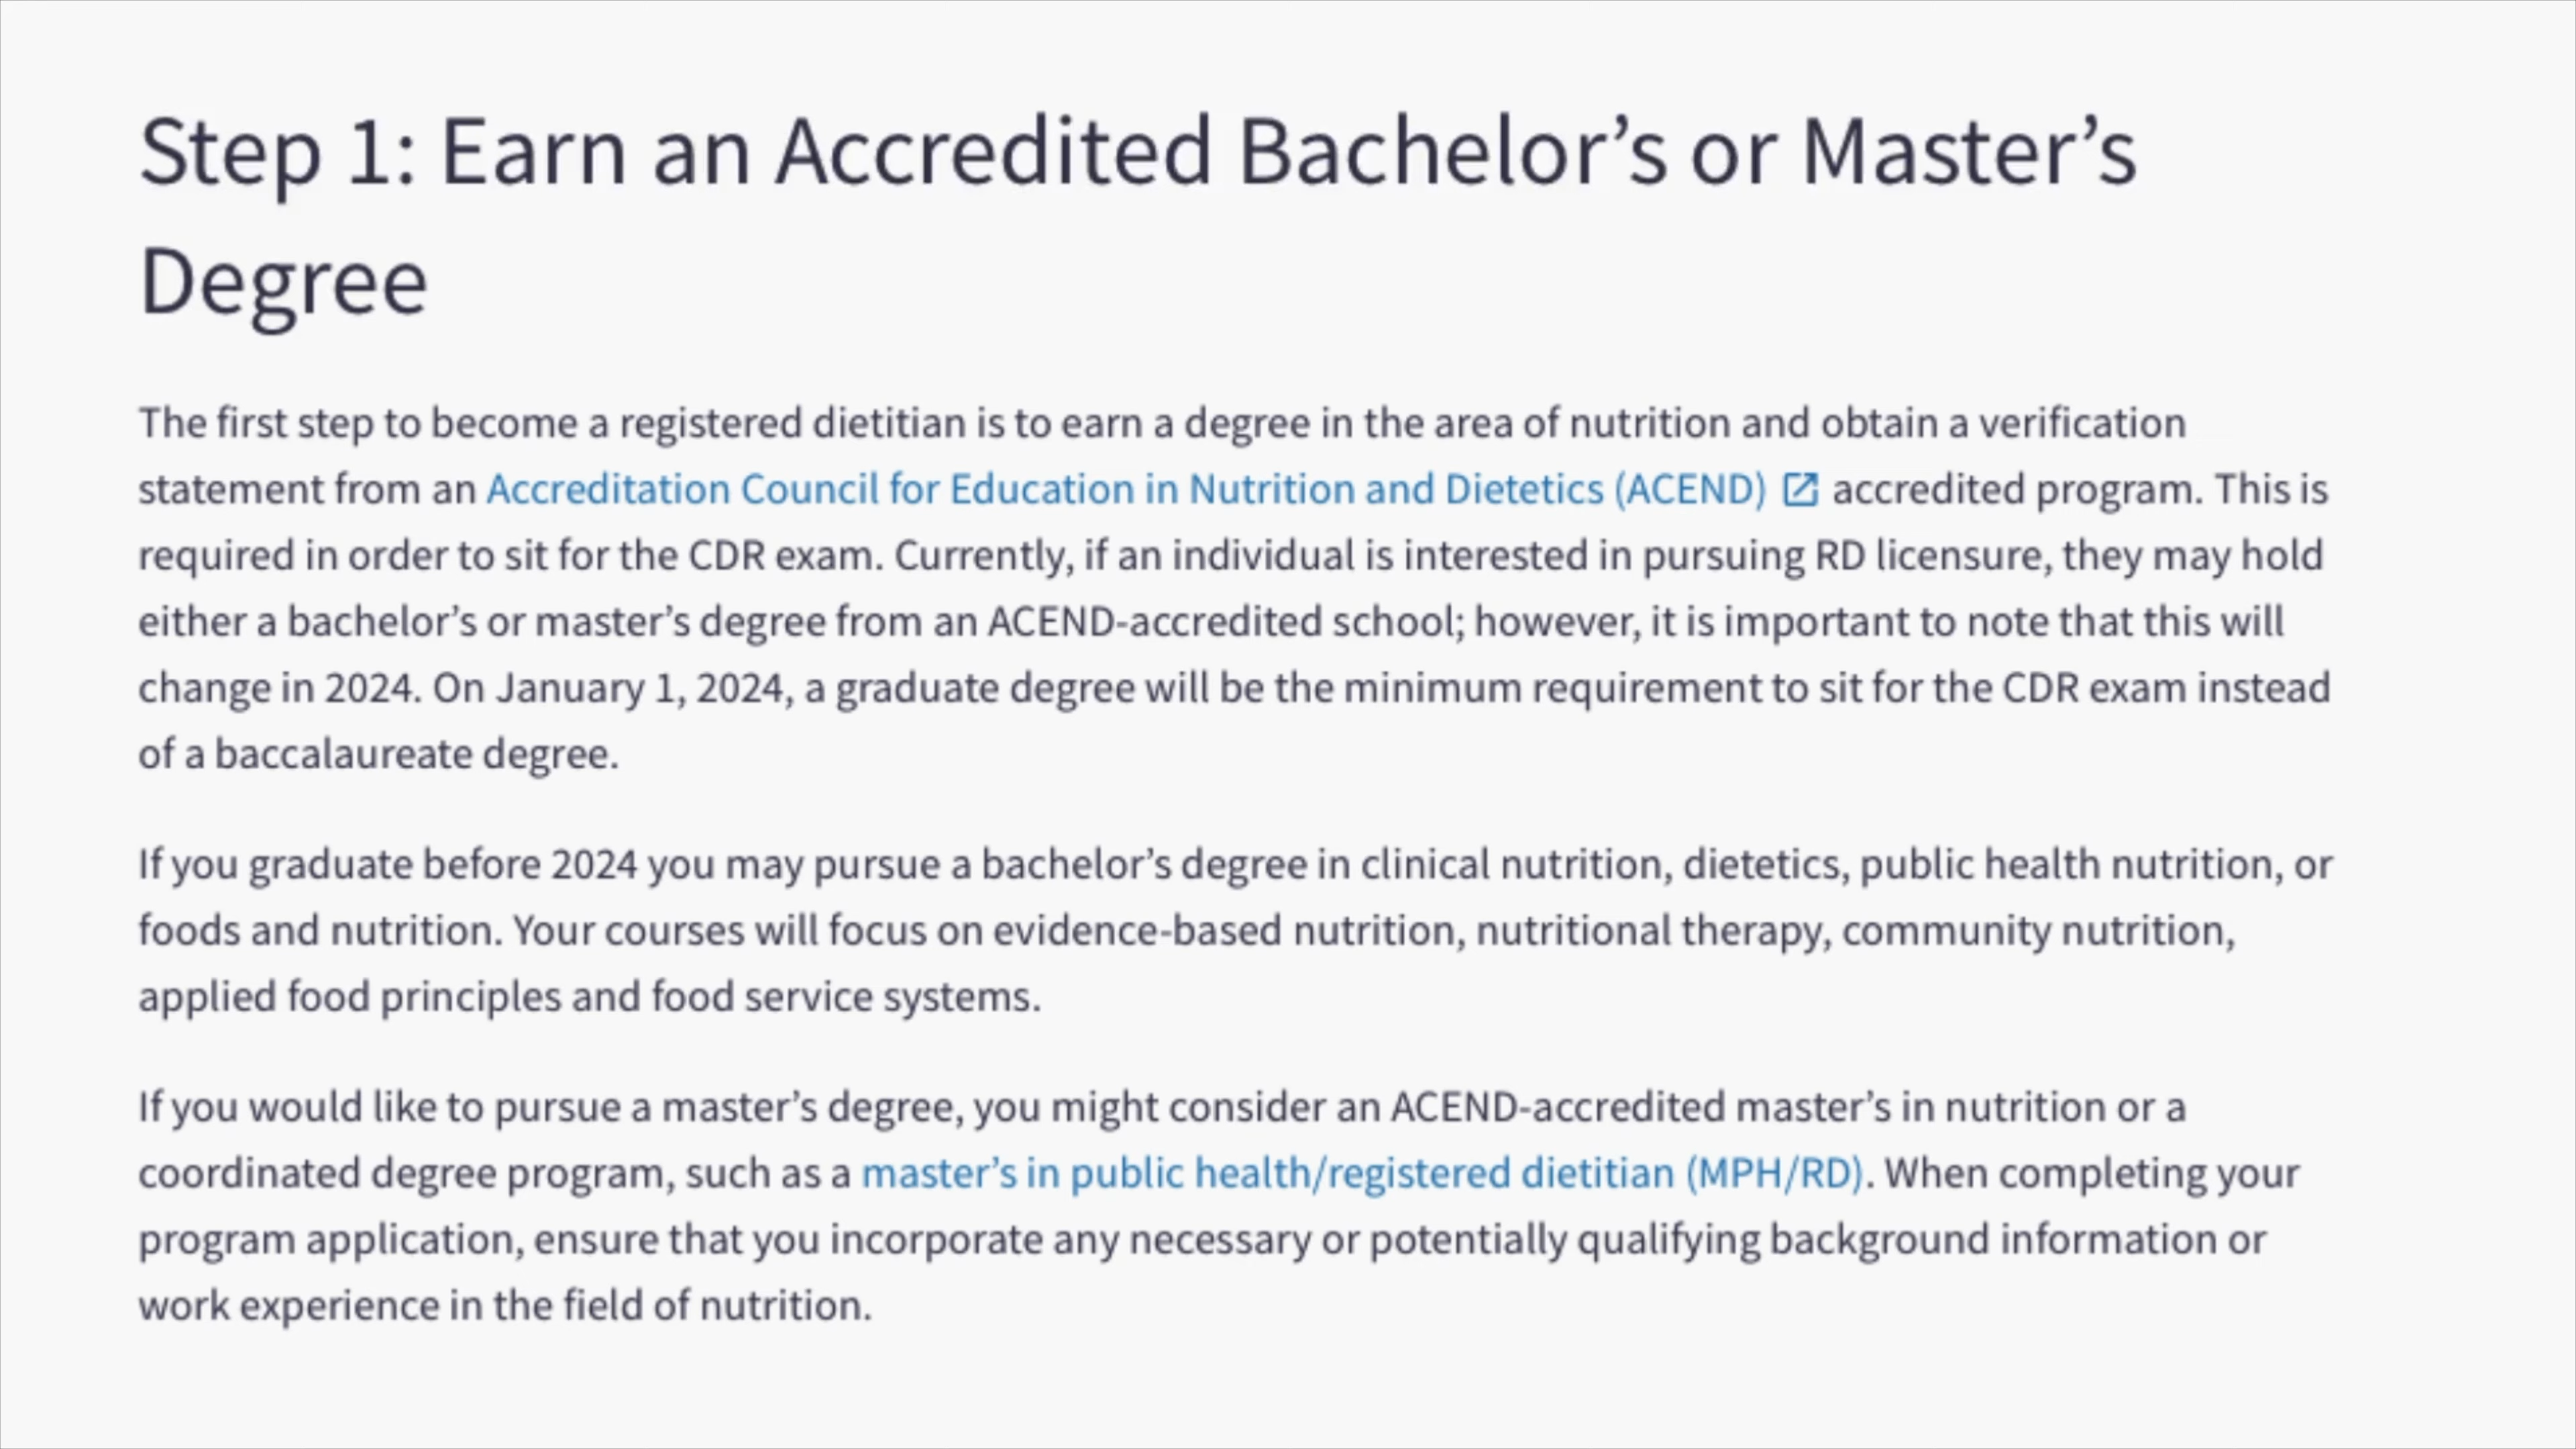 Step 1: Earn an Accredited Bachelor’s or Master’s
Degree
The first step to become a registered dietitian is to earn a degree in the area of nutrition and obtain a verification
statement from an Accreditation Council for Education in Nutrition and Dietetics (ACEND) accredited program. This is
required in order to sit for the CDR exam. Currently, if an individual is interested in pursuing RD licensure, they may hold
either a bachelor’s or master’s degree from an ACEND-accredited school; however, it is important to note that this will
change in 2024. On January 1, 2024, a graduate degree will be the minimum requirement to sit for the CDR exam instead
of a baccalaureate degree.
If you graduate before 2024 you may pursue a bachelor’s degree in clinical nutrition, dietetics, public health nutrition, or
foods and nutrition. Your courses will focus on evidence-based nutrition, nutritional therapy, community nutrition,
applied food principles and food service systems.
If you would like to pursue a master’s degree, you might consider an ACEND-accredited master’s in nutrition or a
coordinated degree program, such as a master’s in public health/registered dietitian (MPH/RD). When completing your
program application, ensure that you incorporate any necessary or potentially qualifying background information or
work experience in the field of nutrition.